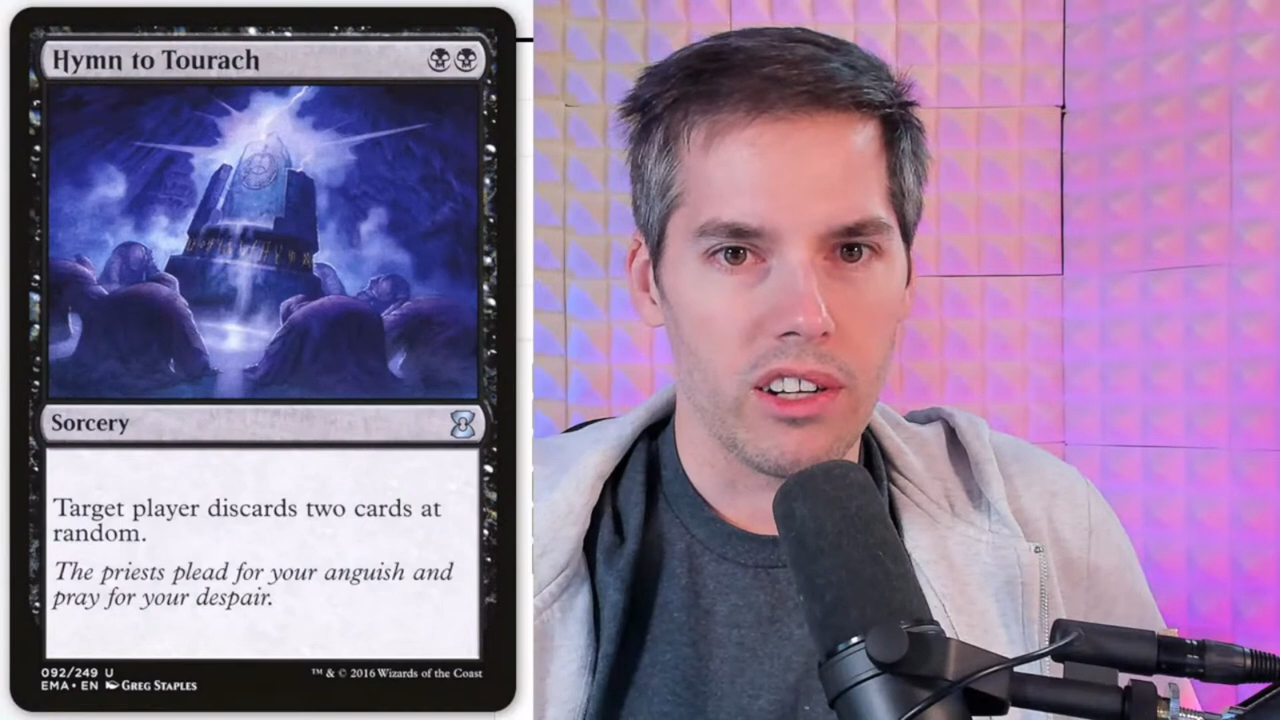 Hymn to Tourach
Sorcery
Target player discards two cards at
random.
The priests plead for your anguish and
pray for your despair.
092/249 U
™ & © 2016 Wizards of the Coast
EMA • EN GREG STAPLES